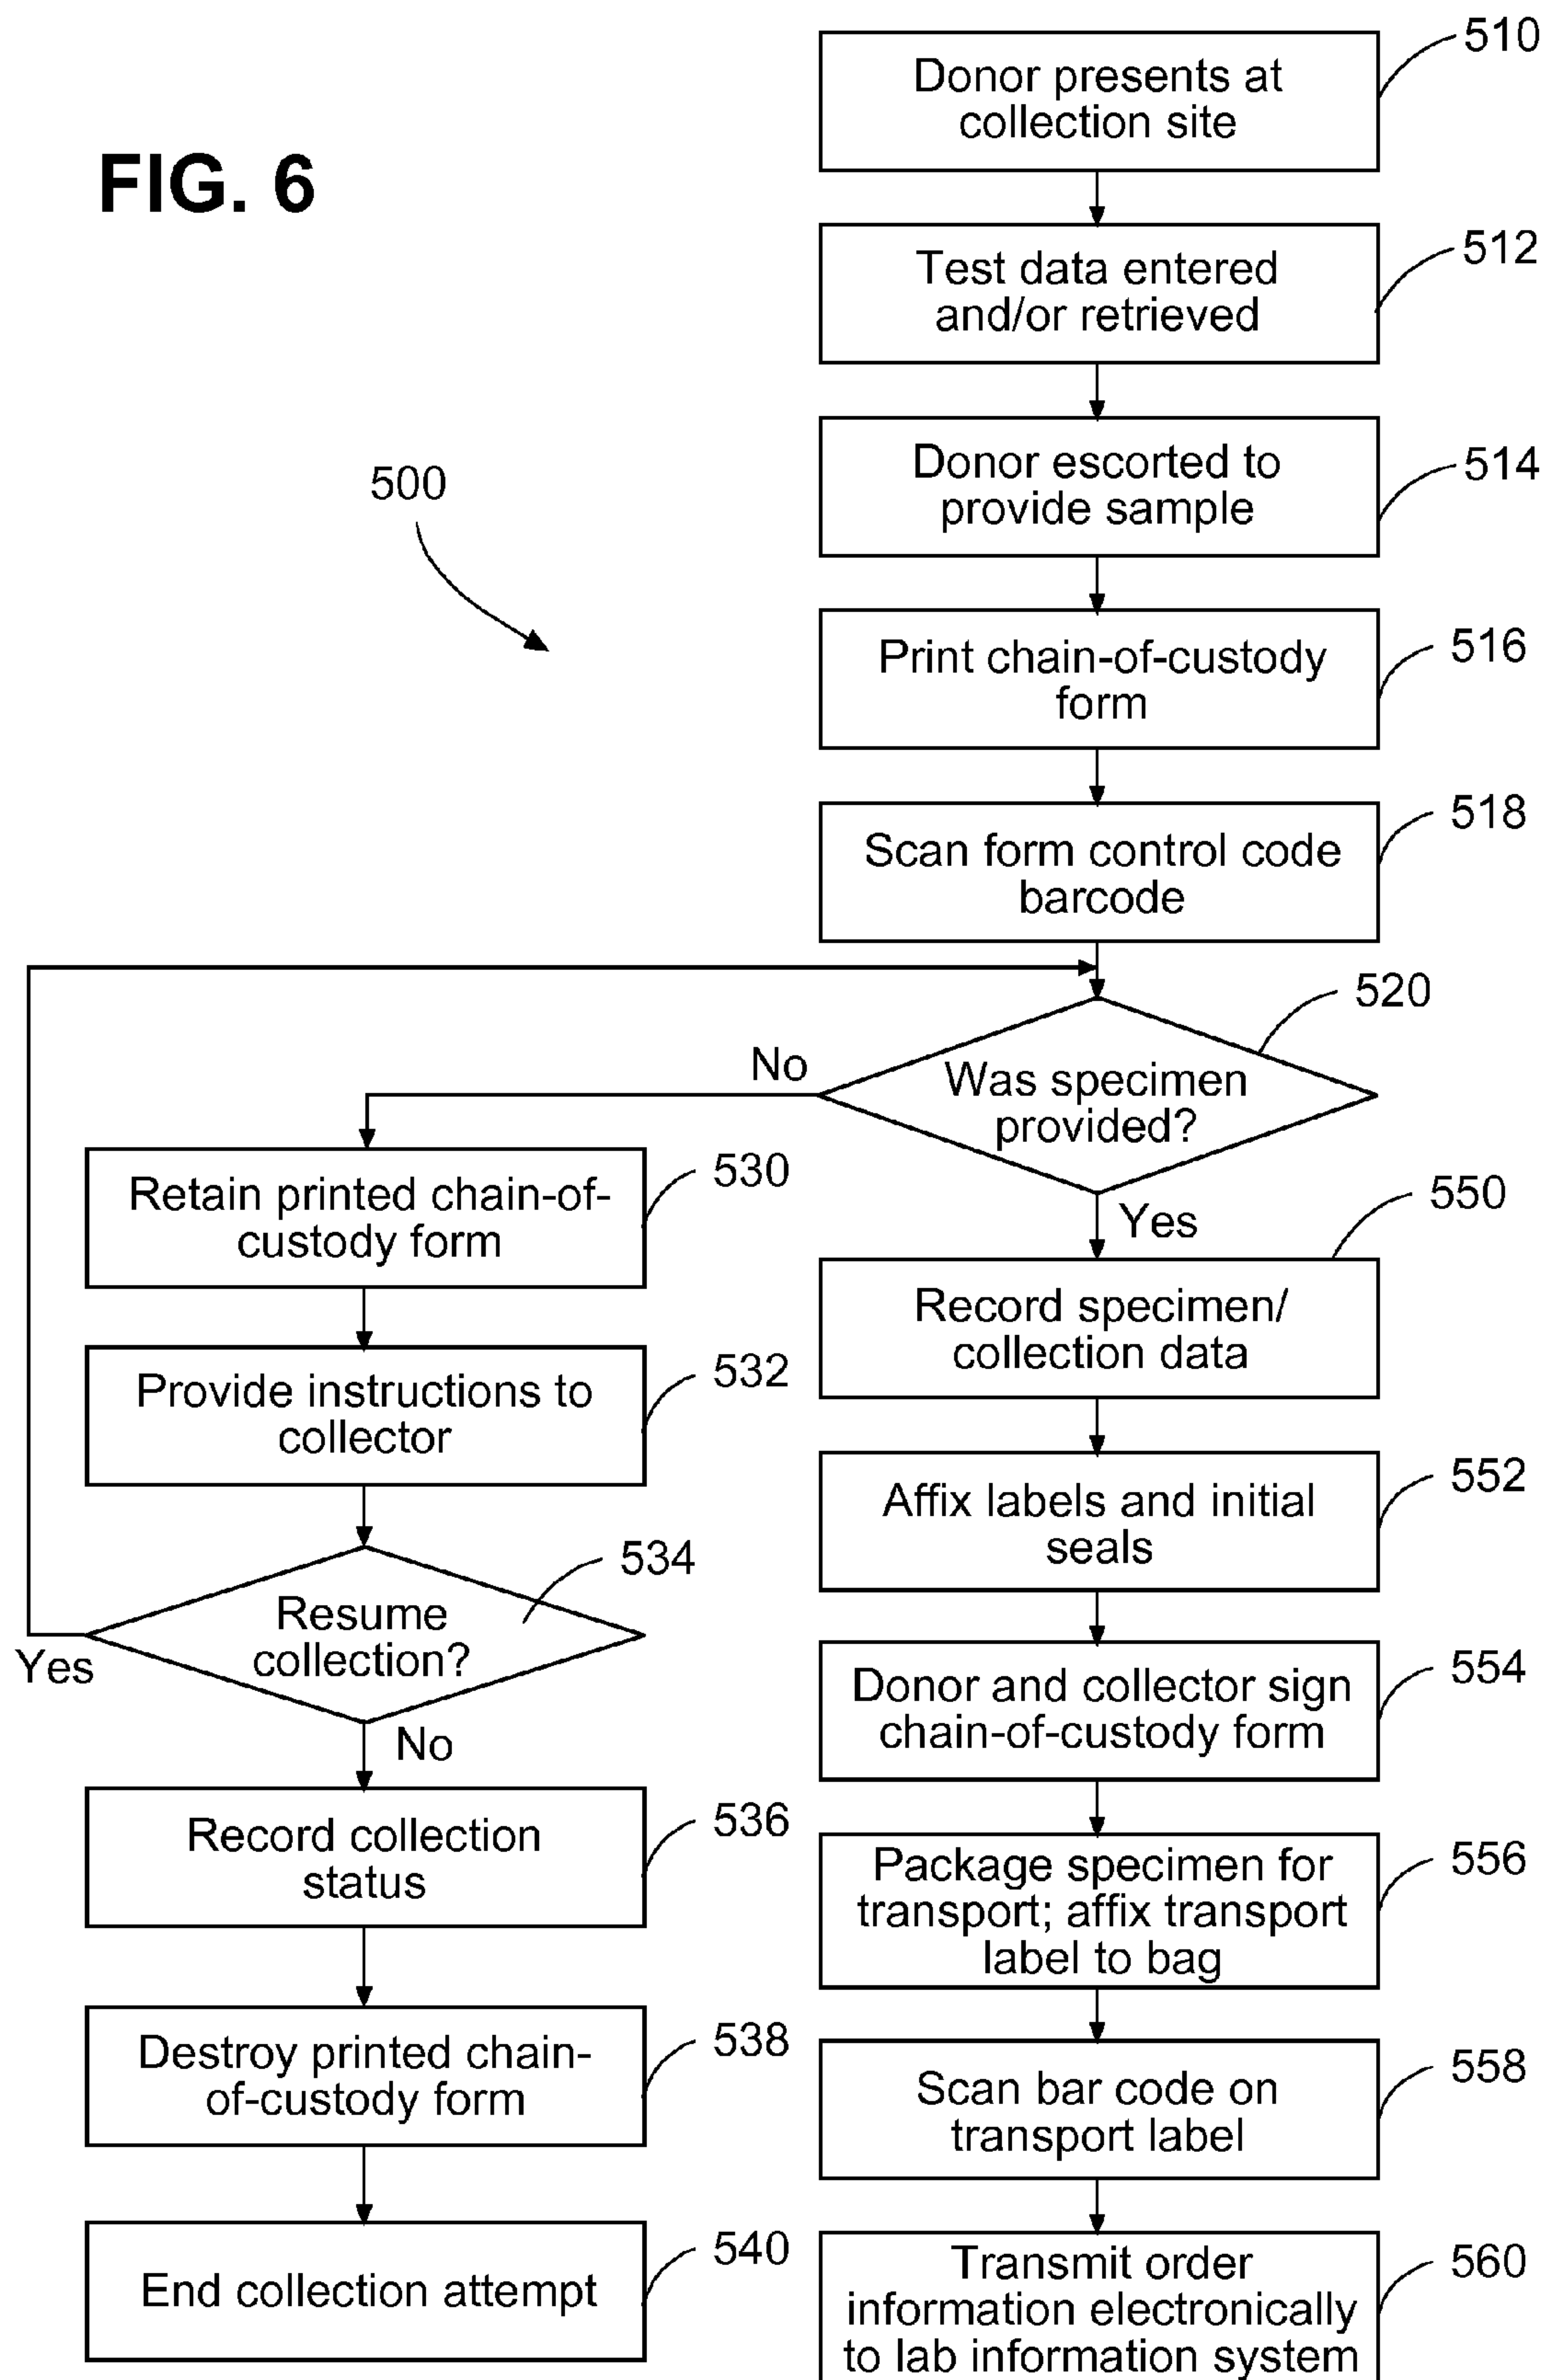 FIG. 6
500
510
Donor presents at
collection site
512
Test data entered
and/or retrieved
514
Donor escorted to
provide sample
516
Print chain-of-custody
form
518
Scan form control code
barcode
520
Was specimen
provided?
No
Yes
530
Retain printed chain-of-
custody form
532
Provide instructions to
collector
534
Resume
collection?
Yes
No
536
Record collection
status
538
Destroy printed chain-
of-custody form
540
End collection attempt
550
Record specimen/
collection data
552
Affix labels and initial
seals
554
Donor and collector sign
chain-of-custody form
556
Package specimen for
transport; affix transport
label to bag
558
Scan bar code on
transport label
560
Transmit order
information electronically
to lab information system